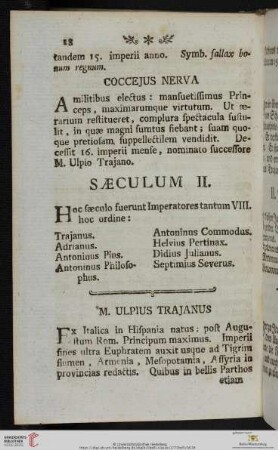 18
tandem 15. imperii anno. Symb. fallax bo-
num regnum.
COCCEJUS NERVA
A militibus electus: mansuetissimus Prin-
ceps, maximarumque virtutum. Ut æ-
rarium restitueret, complura spectacula sustu-
lit, in quæ magni sumtus fiebant; suam quo-
que pretiosam suppellectilem vendidit. De-
cessit 16. imperii mense, nominato successore
M. Ulpio Trajano.
SÆCULUM II.
Hoc sæculo fuerunt Imperatores tantum VIII.
hoc ordine:
Trajanus.
Adrianus.
Antoninus Pius.
Antoninus Philoso-
phus.
Antoninus Commodus.
Helvius Pertinax.
Didius Julianus.
Septimius Severus.
M. ULPIUS TRAJANUS
Ex Italica in Hispania natus: post Augu-
stum Rom. Principum maximus. Imperii
fines ultra Euphratem auxit usque ad Tigrim
flumen, Armenia, Mesopotamia, Assyria in
provincias redactis. Quibus in bellis Parthos
etiam